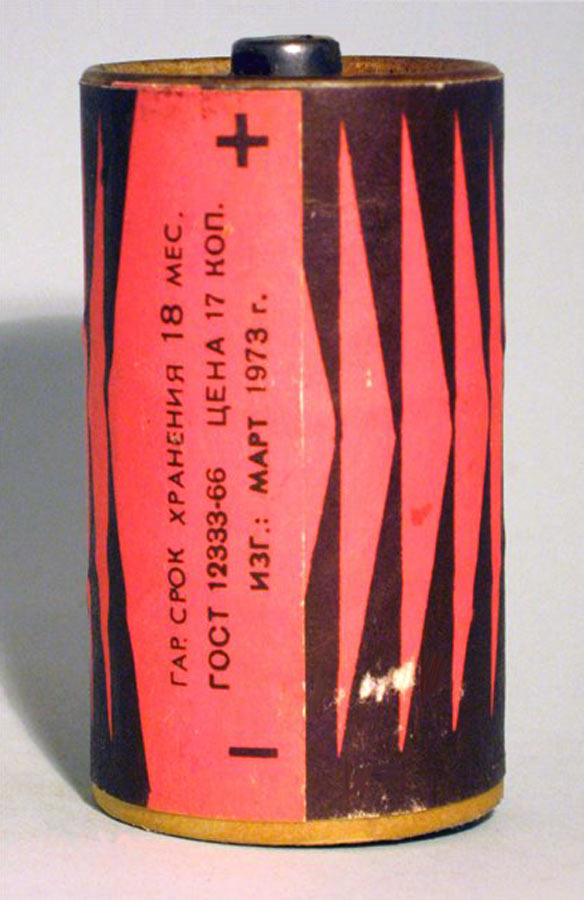 +
ГАР. СРОК ХРАНЕНИЯ 18 МЕС.
ГОСТ 12333-66 ЦЕНА 17 КОП.
ИЗГ.: МАРТ 1973 г.
−